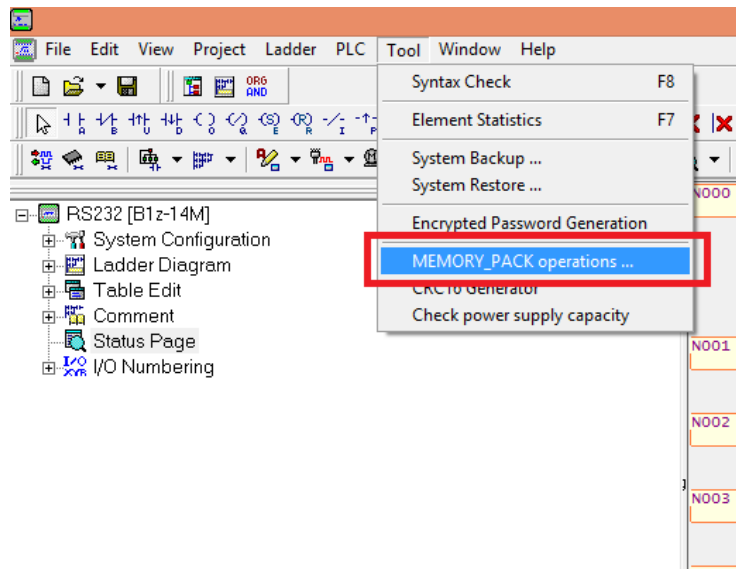 File Edit View Project Ladder PLC Tool Window Help
ORG
AND
A B U D Q E R I P
Syntax Check F8
Element Statistics F7
System Backup ...
System Restore ...
Encrypted Password Generation
MEMORY_PACK operations ...
CRC16 Generator
Check power supply capacity
RS232 [B1z-14M]
System Configuration
Ladder Diagram
Table Edit
Comment
Status Page
I/O Numbering
N000
N001
N002
N003